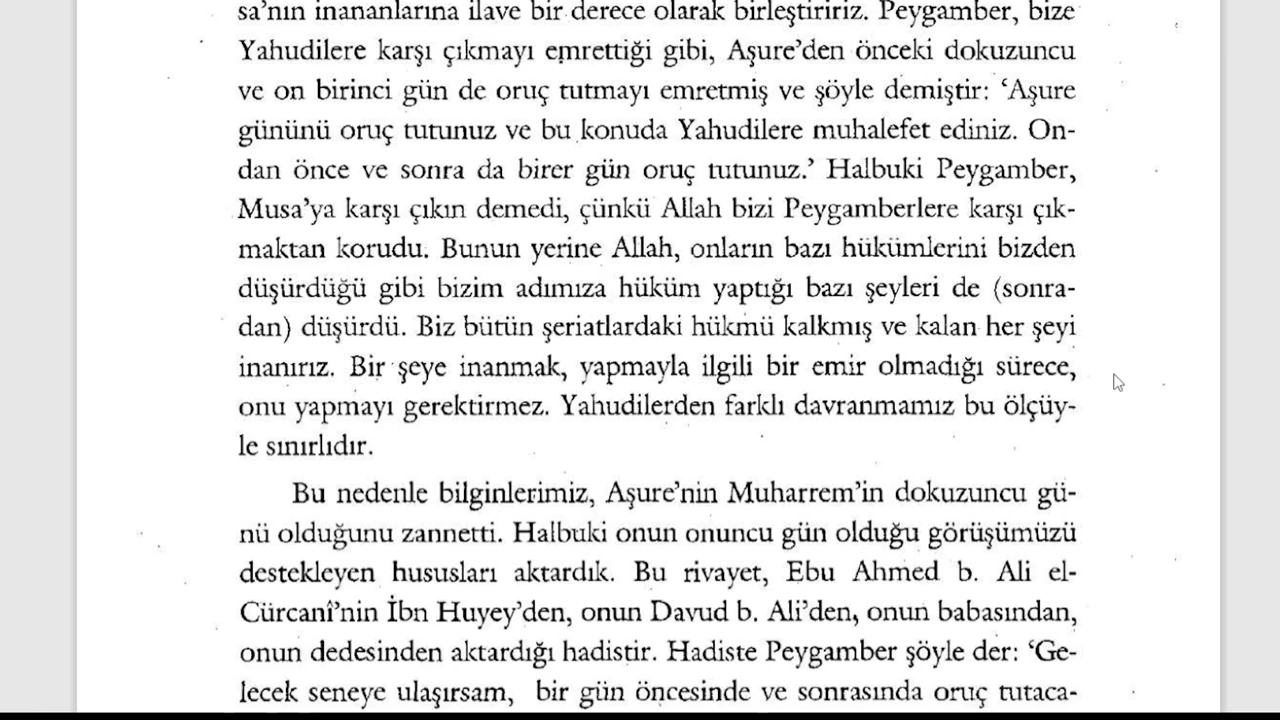 sa’nın inananlarına ilave bir derece olarak birleştiririz. Peygamber, bize
Yahudilere karşı çıkmayı emrettiği gibi, Aşure’den önceki dokuzuncu
ve on birinci gün de oruç tutmayı emretmiş ve şöyle demiştir: ‘Aşure
gününü oruç tutunuz ve bu konuda Yahudilere muhalefet ediniz. On-
dan önce ve sonra da birer gün oruç tutunuz.’ Halbuki Peygamber,
Musa’ya karşı çıkın demedi, çünkü Allah bizi Peygamberlere karşı çık-
maktan korudu. Bunun yerine Allah, onların bazı hükümlerini bizden
düşürdüğü gibi bizim adımıza hüküm yaptığı bazı şeyleri de (sonra-
dan) düşürdü. Biz bütün şeriatlardaki hükmü kalkmış ve kalan her şeyi
inanırız. Bir şeye inanmak, yapmayla ilgili bir emir olmadığı sürece,
onu yapmayı gerektirmez. Yahudilerden farklı davranmamız bu ölçüy-
le sınırlıdır.
Bu nedenle bilginlerimiz, Aşure’nin Muharrem’in dokuzuncu gü-
nü olduğunu zannetti. Halbuki onun onuncu gün olduğu görüşümüzü
destekleyen hususları aktardık. Bu rivayet, Ebu Ahmed b. Ali el-
Cürcanî’nin İbn Huyey’den, onun Davud b. Ali’den, onun babasından,
onun dedesinden aktardığı hadistir. Hadiste Peygamber şöyle der: ‘Ge-
lecek seneye ulaşırsam, bir gün öncesinde ve sonrasında oruç tutaca-